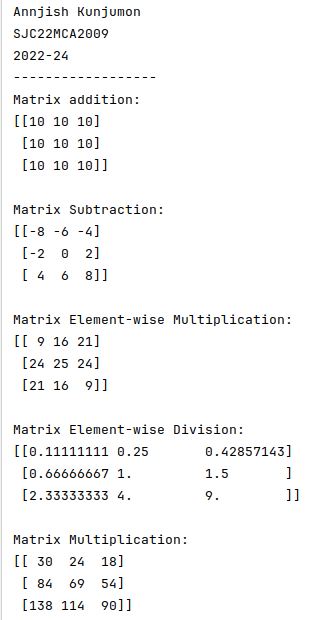 Annjish Kunjumon
SJC22MCA2009
2022-24
------------------
Matrix addition:
[[10 10 10]
 [10 10 10]
 [10 10 10]]

Matrix Subtraction:
[[-8 -6 -4]
 [-2  0  2]
 [ 4  6  8]]

Matrix Element-wise Multiplication:
[[ 9 16 21]
 [24 25 24]
 [21 16  9]]

Matrix Element-wise Division:
[[0.11111111 0.25       0.42857143]
 [0.66666667 1.         1.5       ]
 [2.33333333 4.         9.        ]]

Matrix Multiplication:
[[ 30  24  18]
 [ 84  69  54]
 [138 114  90]]